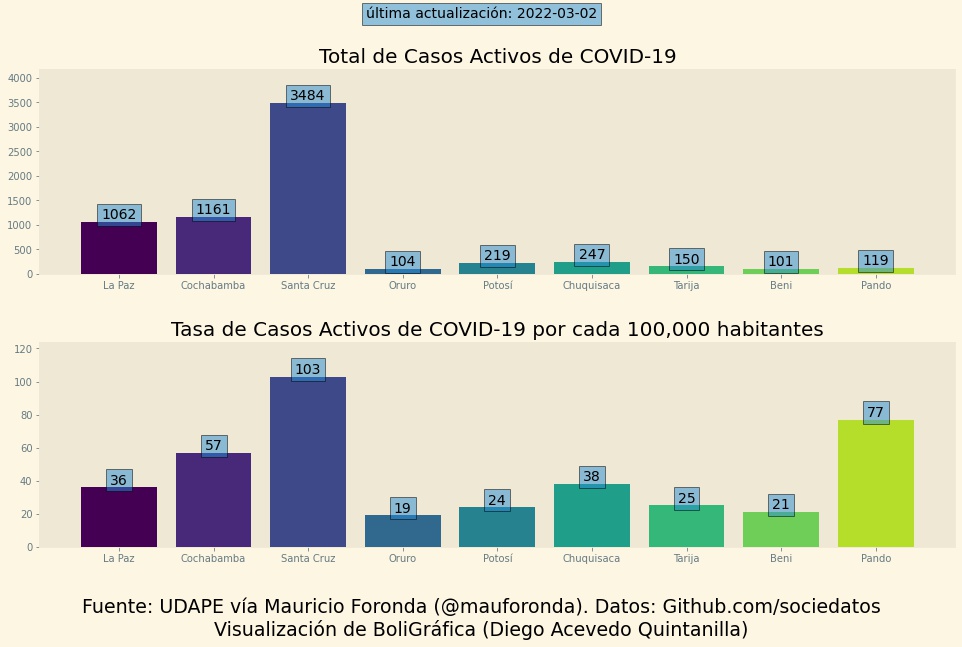 última actualización: 2022-03-02
Total de Casos Activos de COVID-19
4000
3500
3000
2500
2000
1500
1000
500
0
1062
1161
3484
104
219
247
150
101
119
La Paz
Cochabamba
Santa Cruz
Oruro
Potosí
Chuquisaca
Tarija
Beni
Pando
Tasa de Casos Activos de COVID-19 por cada 100,000 habitantes
120
100
80
60
40
20
0
36
57
103
19
24
38
25
21
77
La Paz
Cochabamba
Santa Cruz
Oruro
Potosí
Chuquisaca
Tarija
Beni
Pando
Fuente: UDAPE vía Mauricio Foronda (@mauforonda). Datos: Github.com/sociedatos
Visualización de BoliGráfica (Diego Acevedo Quintanilla)